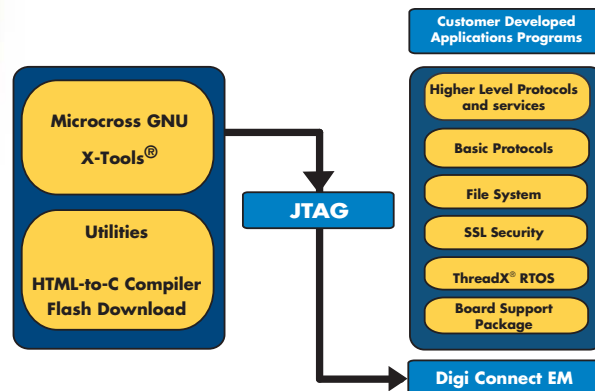 Customer Developed
Applications Programs
Microcross GNU
X-Tools®
Utilities
HTML-to-C Compiler
Flash Download
JTAG
Higher Level Protocols
and services
Basic Protocols
File System
SSL Security
ThreadX® RTOS
Board Support
Package
Digi Connect EM